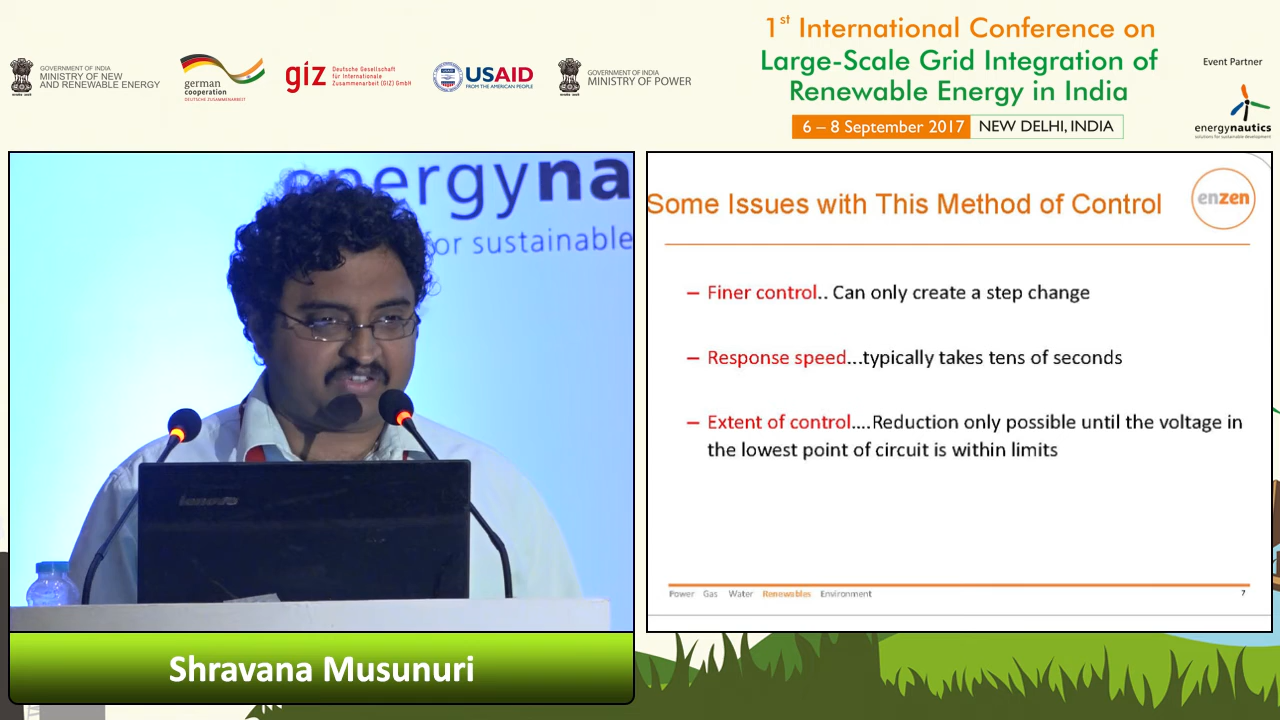 GOVERNMENT OF INDIA
MINISTRY OF NEW
AND RENEWABLE ENERGY
german
cooperation
DEUTSCHE ZUSAMMENARBEIT
giz
Deutsche Gesellschaft
für Internationale
Zusammenarbeit (GIZ) GmbH
USAID
FROM THE AMERICAN PEOPLE
GOVERNMENT OF INDIA
MINISTRY OF POWER
1st International Conference on
Large-Scale Grid Integration of
Renewable Energy in India
6 – 8 September 2017 NEW DELHI, INDIA
Event Partner
energynautics
solutions for sustainable development
energyna
for sustainable
lenovo
Shravana Musunuri
Some Issues with This Method of Control
enzen
– Finer control.. Can only create a step change
– Response speed...typically takes tens of seconds
– Extent of control....Reduction only possible until the voltage in
the lowest point of circuit is within limits
Power Gas Water Renewables Environment
7